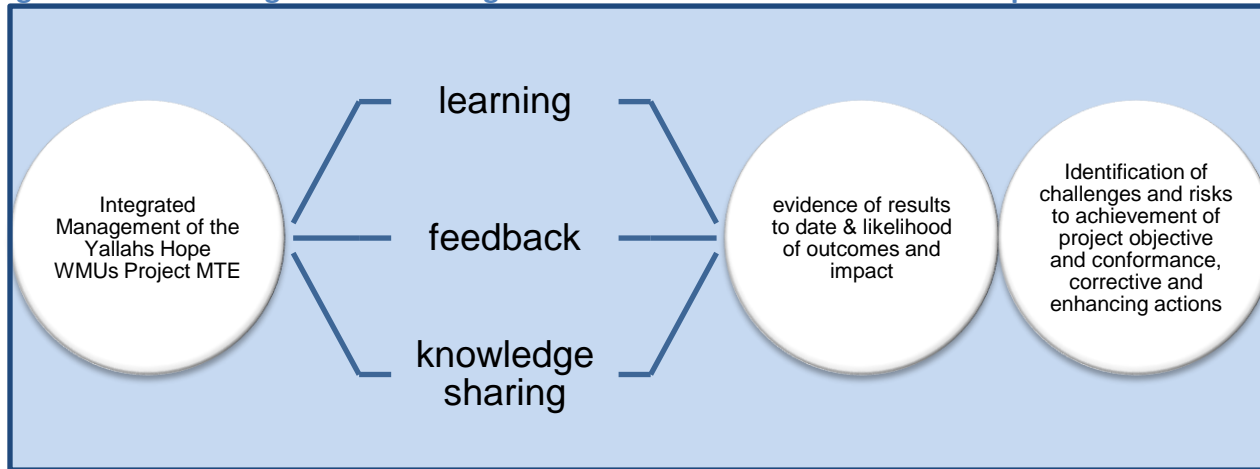 Integrated
Management of the
Yallahs Hope
WMUs Project MTE
learning
feedback
knowledge
sharing
evidence of results
to date & likelihood
of outcomes and
impact
Identification of
challenges and risks
to achievement of
project objective
and conformance,
corrective and
enhancing actions